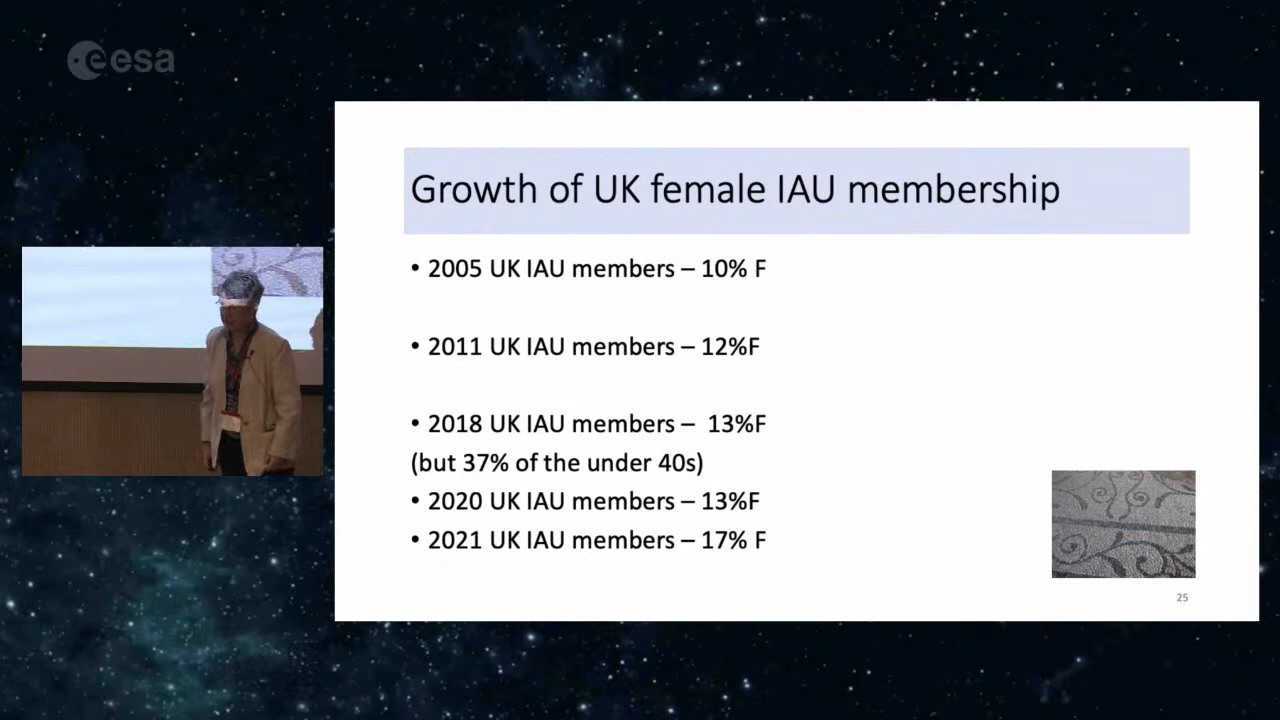 esa
Growth of UK female IAU membership
• 2005 UK IAU members – 10% F
• 2011 UK IAU members – 12%F
• 2018 UK IAU members –  13%F
(but 37% of the under 40s)
• 2020 UK IAU members – 13%F
• 2021 UK IAU members – 17% F
25